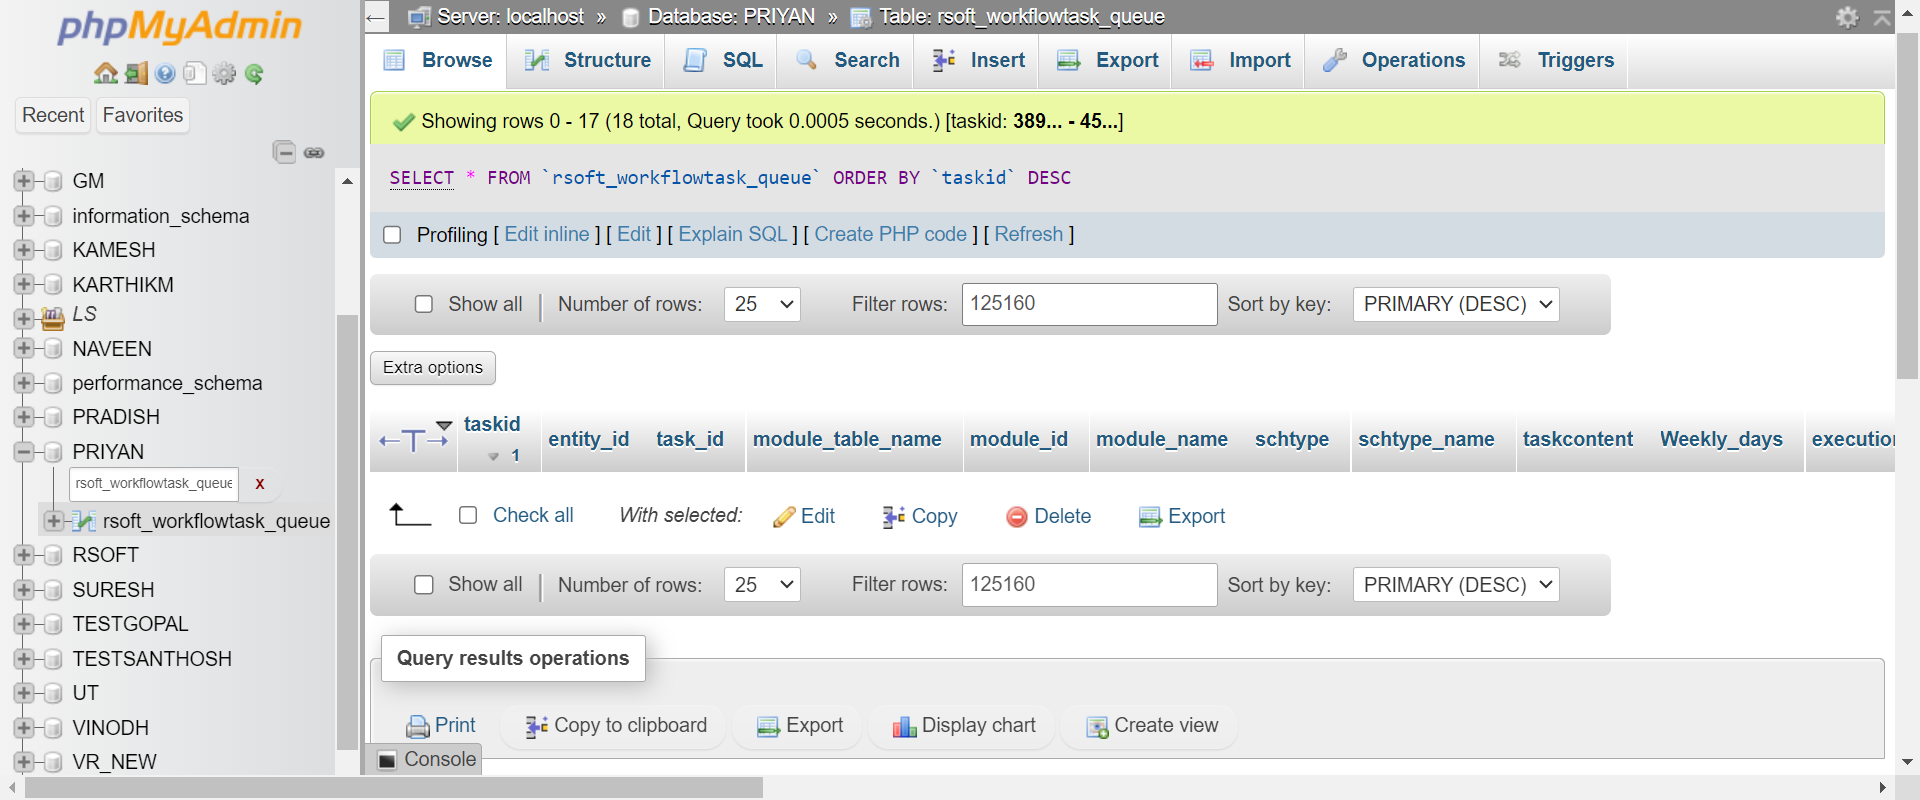 phpMyAdmin
Recent Favorites
GM
information_schema
KAMESH
KARTHIKM
LS
NAVEEN
performance_schema
PRADISH
PRIYAN
rsoft_workflowtask_queue x
rsoft_workflowtask_queue
RSOFT
SURESH
TESTGOPAL
TESTSANTHOSH
UT
VINODH
VR_NEW
Server: localhost » Database: PRIYAN » Table: rsoft_workflowtask_queue
Browse Structure SQL Search Insert Export Import Operations Triggers
Showing rows 0 - 17 (18 total, Query took 0.0005 seconds.) [taskid: 389... - 45...]
SELECT * FROM `rsoft_workflowtask_queue` ORDER BY `taskid` DESC
Profiling [ Edit inline ] [ Edit ] [ Explain SQL ] [ Create PHP code ] [ Refresh ]
Show all Number of rows: 25 Filter rows: 125160 Sort by key: PRIMARY (DESC)
Extra options
←T→ taskid 1 entity_id task_id module_table_name module_id module_name schtype schtype_name taskcontent Weekly_days execution
Check all With selected: Edit Copy Delete Export
Show all Number of rows: 25 Filter rows: 125160 Sort by key: PRIMARY (DESC)
Query results operations
Print Copy to clipboard Export Display chart Create view
Console